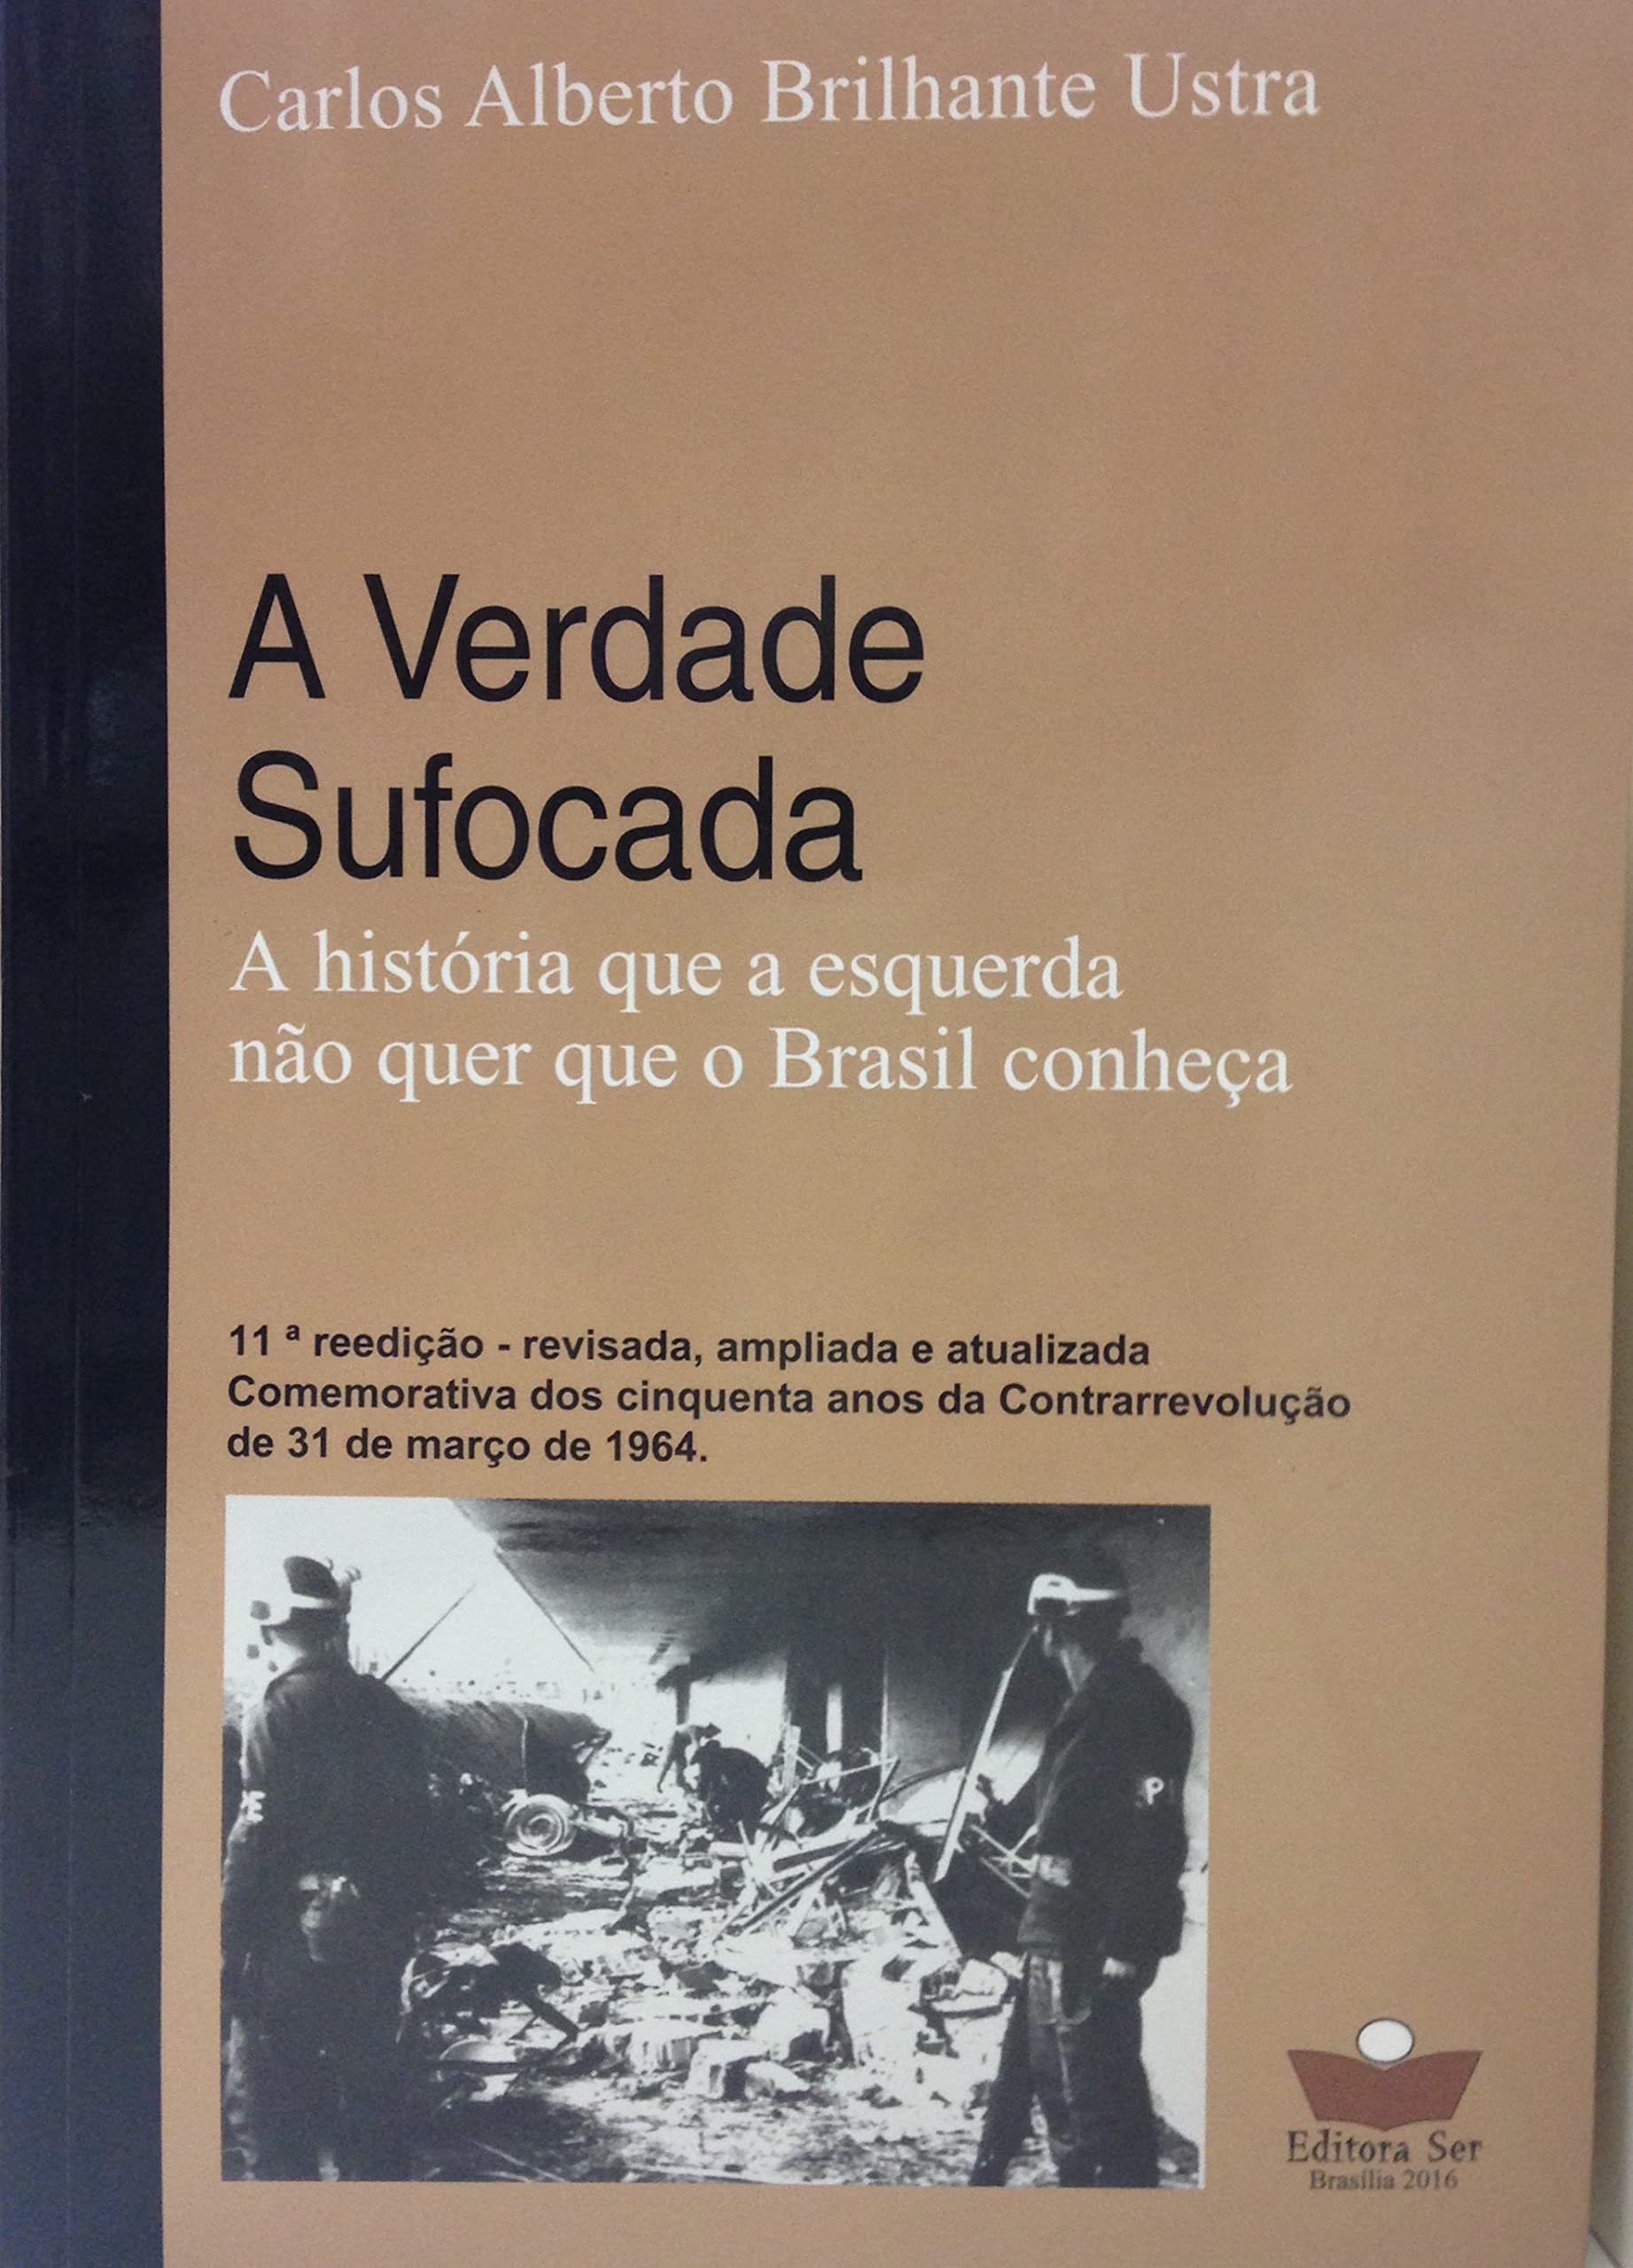 Carlos Alberto Brilhante Ustra
A Verdade
Sufocada
A história que a esquerda
não quer que o Brasil conheça
11 ª reedição - revisada, ampliada e atualizada
Comemorativa dos cinquenta anos da Contrarrevolução
de 31 de março de 1964.
E
P
Editora Ser
Brasília 2016